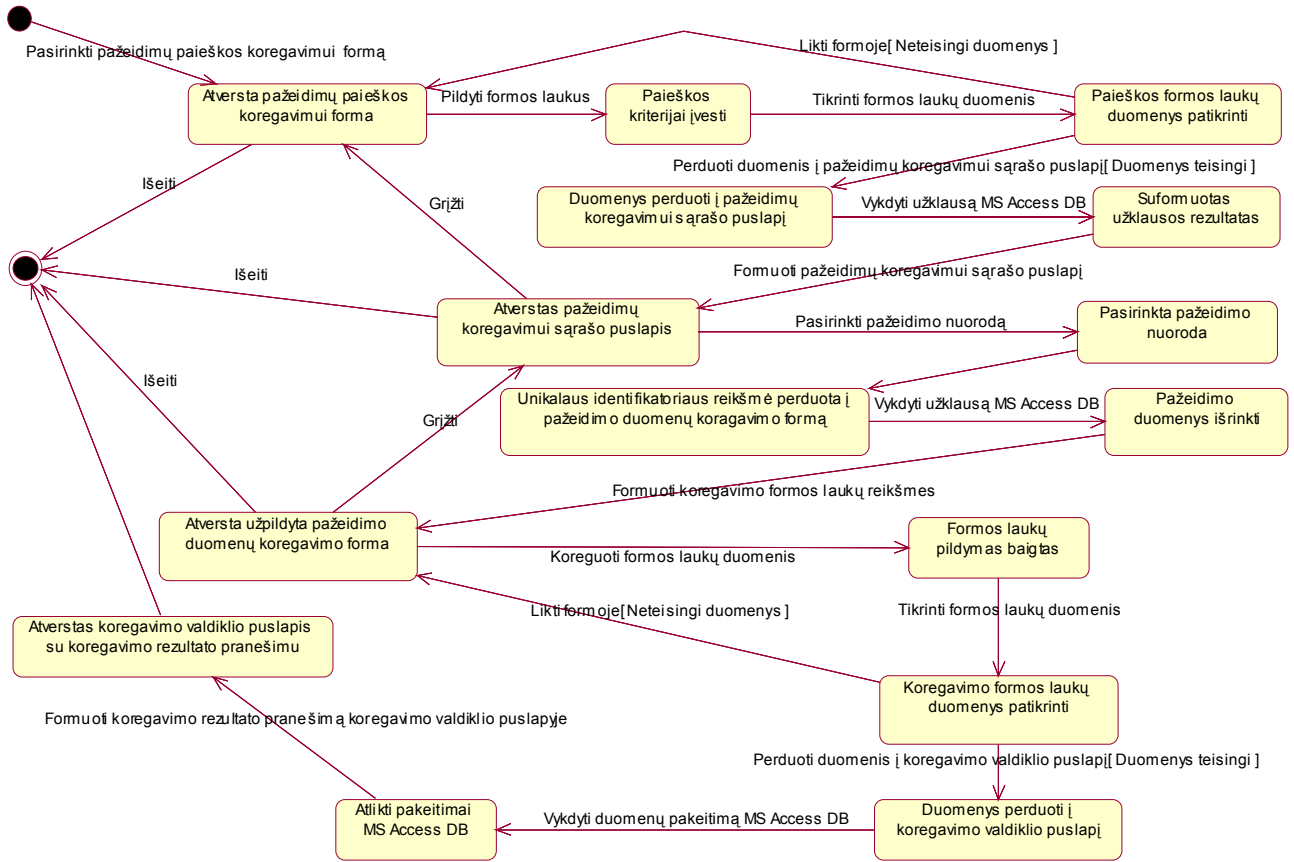 Pasirinkti pažeidimų paieškos koregavimui formą
Likti formoje[ Neteisingi duomenys ]
Atversta pažeidimų paieškos
koregavimui forma
Pildyti formos laukus
Paieškos
kriterijai įvesti
Tikrinti formos laukų duomenis
Paieškos formos laukų
duomenys patikrinti
Perduoti duomenis į pažeidimų koregavimui sąrašo puslapį[ Duomenys teisingi ]
Išeiti
Grįžti
Duomenys perduoti į pažeidimų
koregavimui sąrašo puslapį
Vykdyti užklausą MS Access DB
Suformuotas
užklausos rezultatas
Išeiti
Formuoti pažeidimų koregavimui sąrašo puslapį
Atverstas pažeidimų
koregavimui sąrašo puslapis
Pasirinkti pažeidimo nuorodą
Pasirinkta pažeidimo
nuoroda
Išeiti
Grįžti
Unikalaus identifikatoriaus reikšmė perduota į
pažeidimo duomenų koragavimo formą
Vykdyti užklausą MS Access DB
Pažeidimo
duomenys išrinkti
Formuoti koregavimo formos laukų reikšmes
Atversta užpildyta pažeidimo
duomenų koregavimo forma
Koreguoti formos laukų duomenis
Formos laukų
pildymas baigtas
Likti formoje[ Neteisingi duomenys ]
Tikrinti formos laukų duomenis
Atverstas koregavimo valdiklio puslapis
su koregavimo rezultato pranešimu
Koregavimo formos laukų
duomenys patikrinti
Formuoti koregavimo rezultato pranešimą koregavimo valdiklio puslapyje
Perduoti duomenis į koregavimo valdiklio puslapį[ Duomenys teisingi ]
Atlikti pakeitimai
MS Access DB
Vykdyti duomenų pakeitimą MS Access DB
Duomenys perduoti į
koregavimo valdiklio puslapį